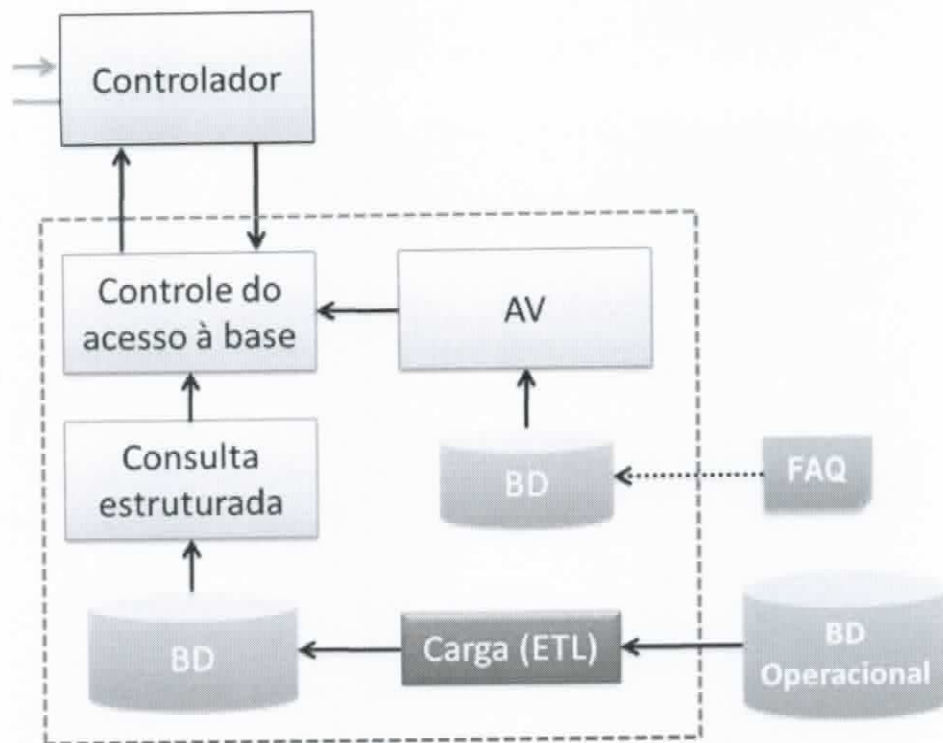 Controlador
Controle do
acesso à base
AV
Consulta
estruturada
BD
FAQ
BD
Carga (ETL)
BD
Operacional